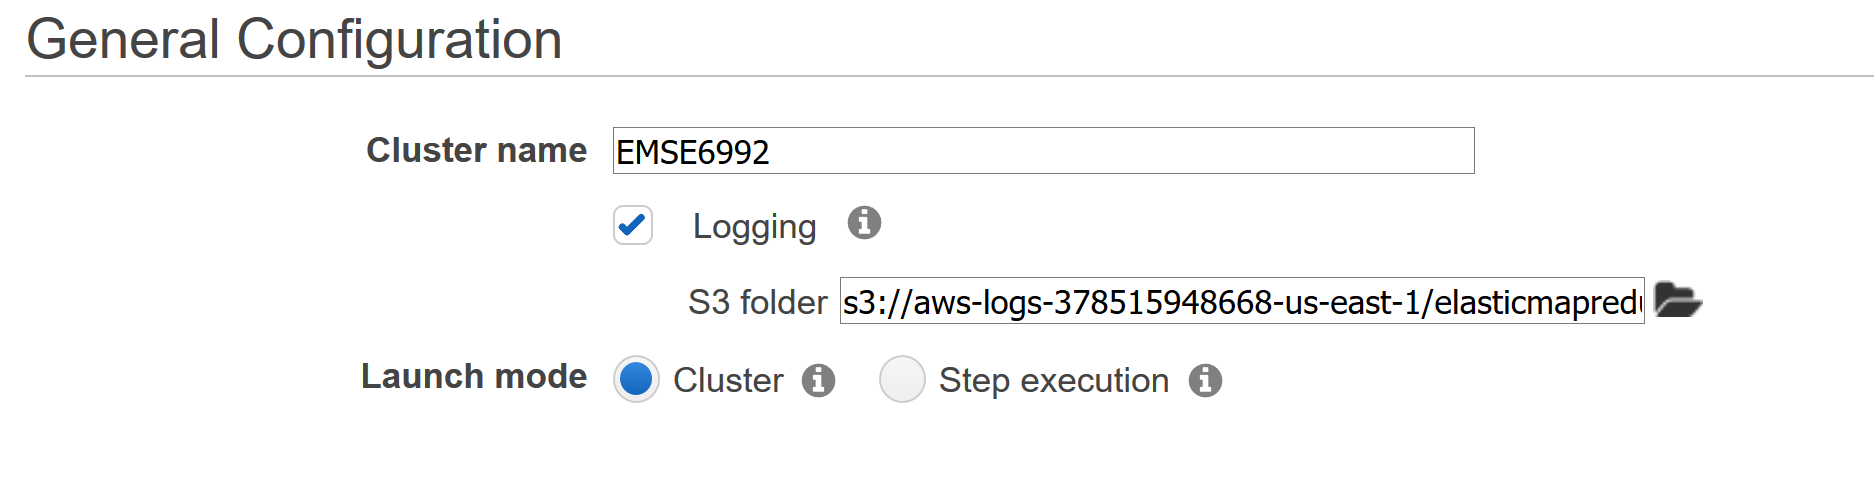 General Configuration
Cluster name EMSE6992
Logging
S3 folder s3://aws-logs-378515948668-us-east-1/elasticmapred
Launch mode Cluster Step execution